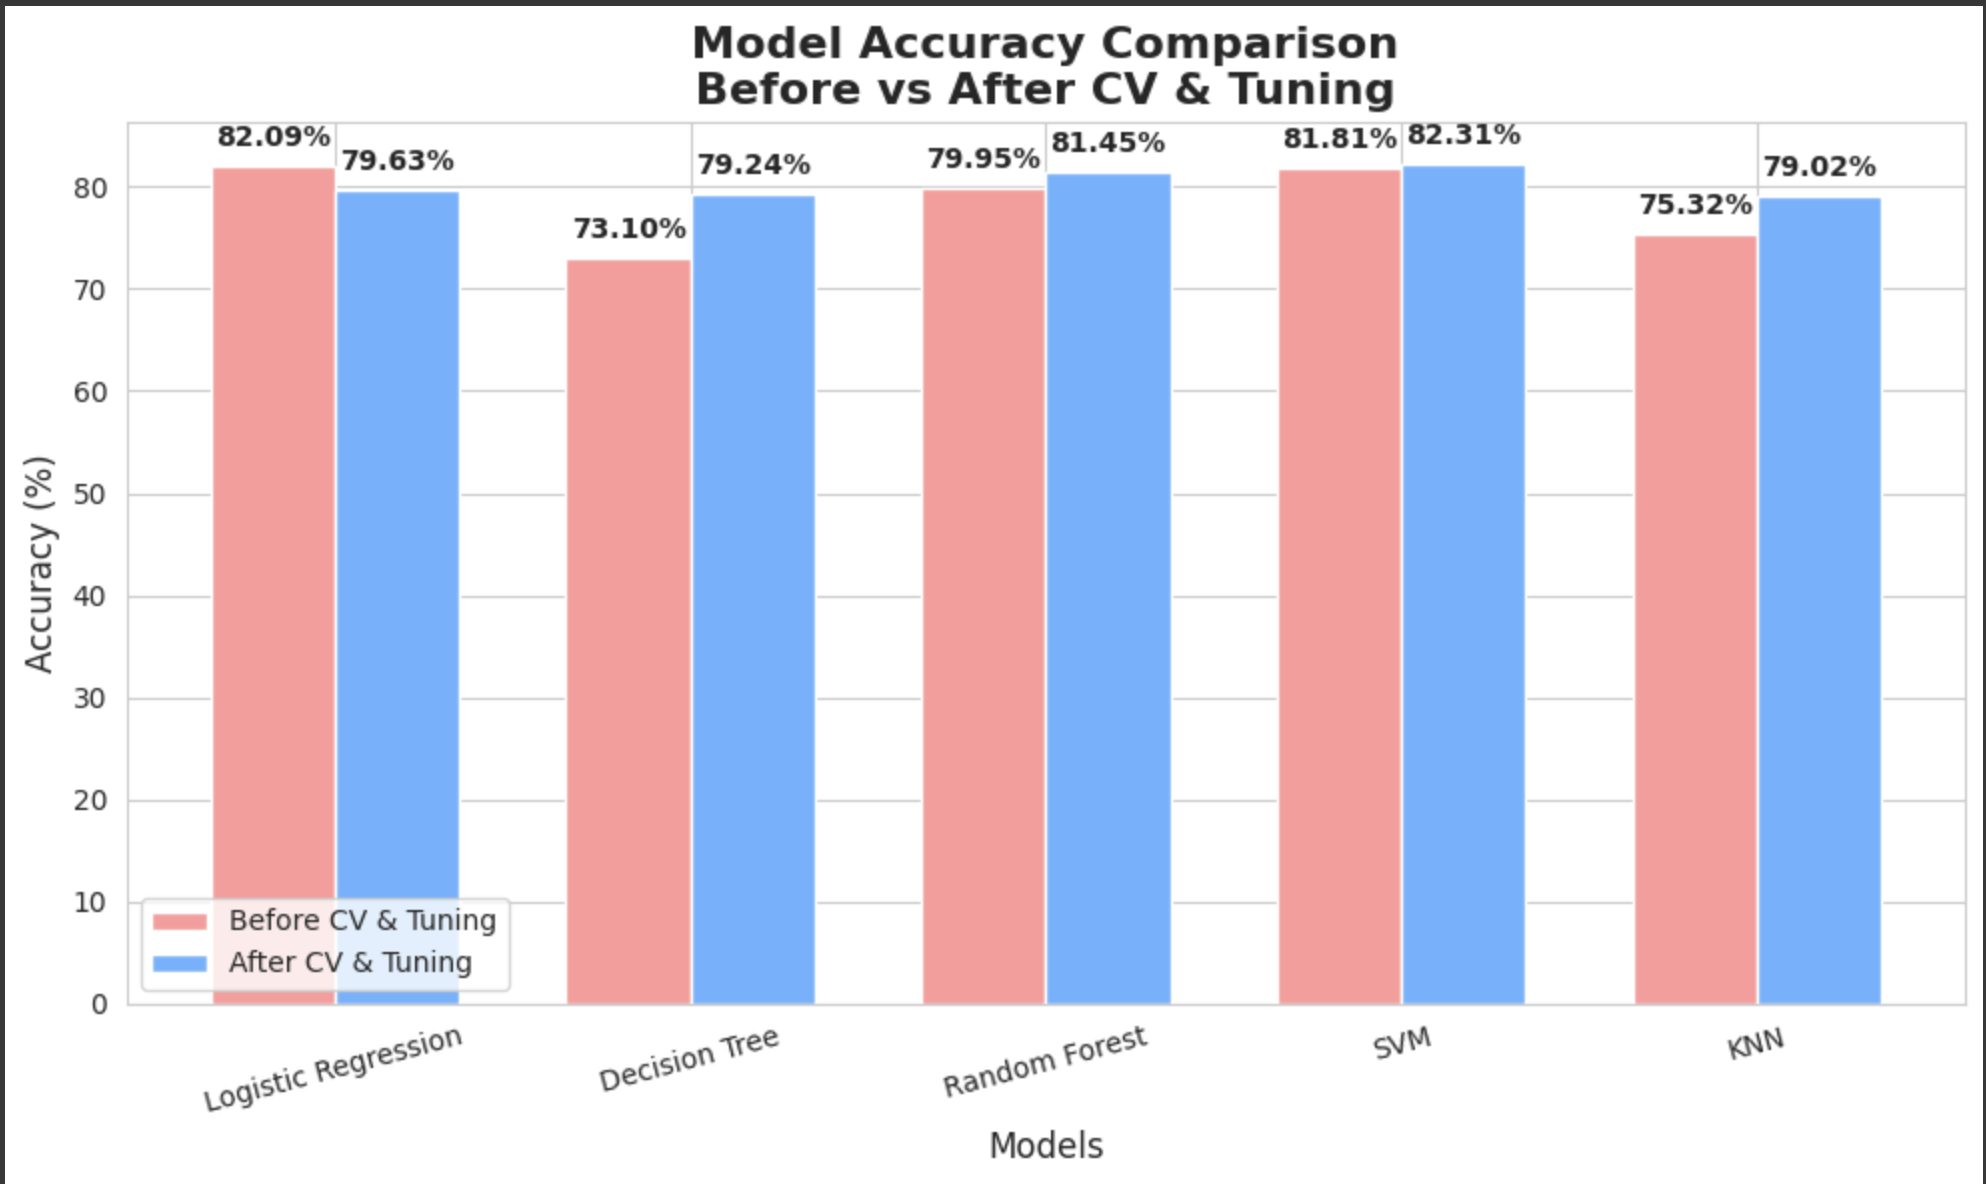 Model Accuracy Comparison
Before vs After CV & Tuning
82.09%
79.63%
73.10%
79.24%
79.95%
81.45%
81.81%
82.31%
75.32%
79.02%
Accuracy (%)
80
70
60
50
40
30
20
10
0
Before CV & Tuning
After CV & Tuning
Logistic Regression
Decision Tree
Random Forest
SVM
KNN
Models